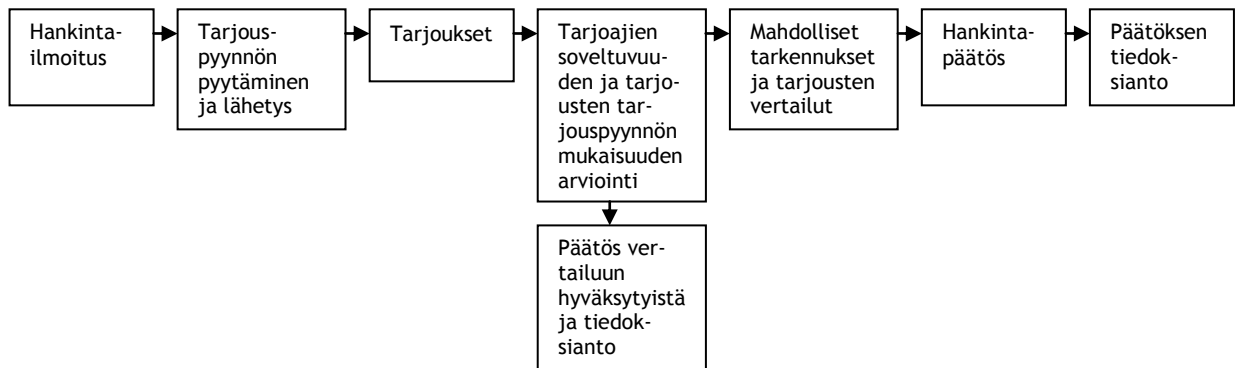 Hankinta-
ilmoitus
Tarjous-
pyynnön
pyytäminen
ja lähetys
Tarjoukset
Tarjoajien
soveltuvuu-
den ja tarjo-
usten tar-
jouspyynnön
mukaisuuden
arviointi
Mahdolliset
tarkennukset
ja tarjousten
vertailut
Hankinta-
päätös
Päätöksen
tiedok-
sianto
Päätös ver-
tailuun
hyväksytyistä
ja tiedok-
sianto